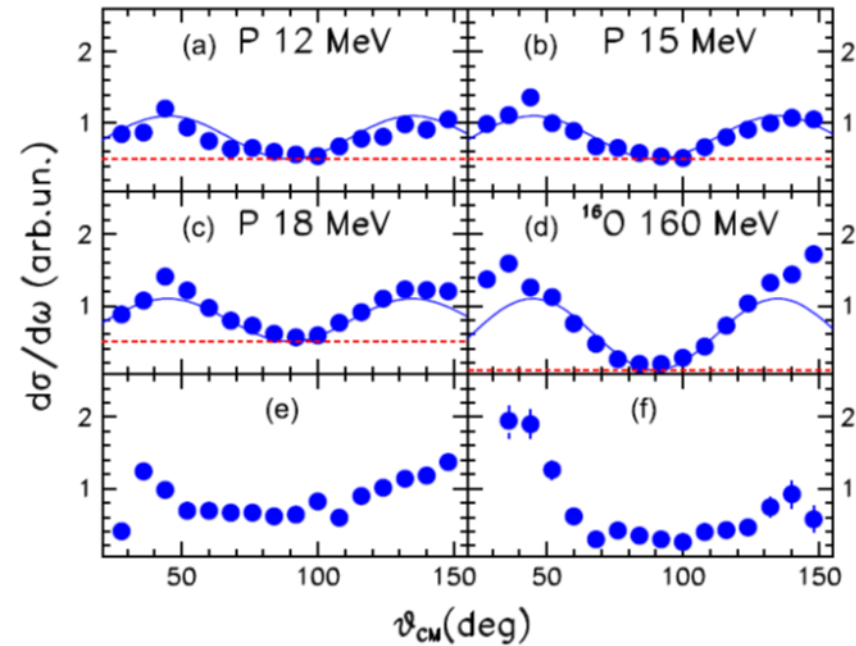 (a) P 12 MeV
(b) P 15 MeV
2
1
2
1
(c) P 18 MeV
(d) ¹⁶O 160 MeV
2
1
2
1
(e)
(f)
2
1
2
1
50 100 150
50 100 150
dσ/dω (arb.un.)
ϑCM(deg)